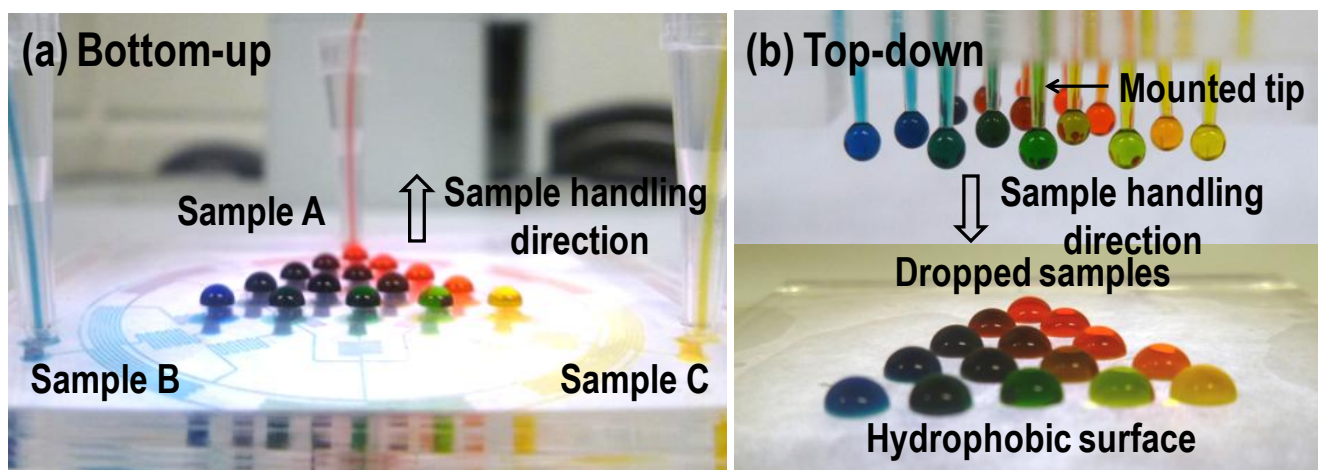 (a) Bottom-up
Sample A
Sample handling
direction
Sample B
Sample C
(b) Top-down
Mounted tip
Sample handling
direction
Dropped samples
Hydrophobic surface